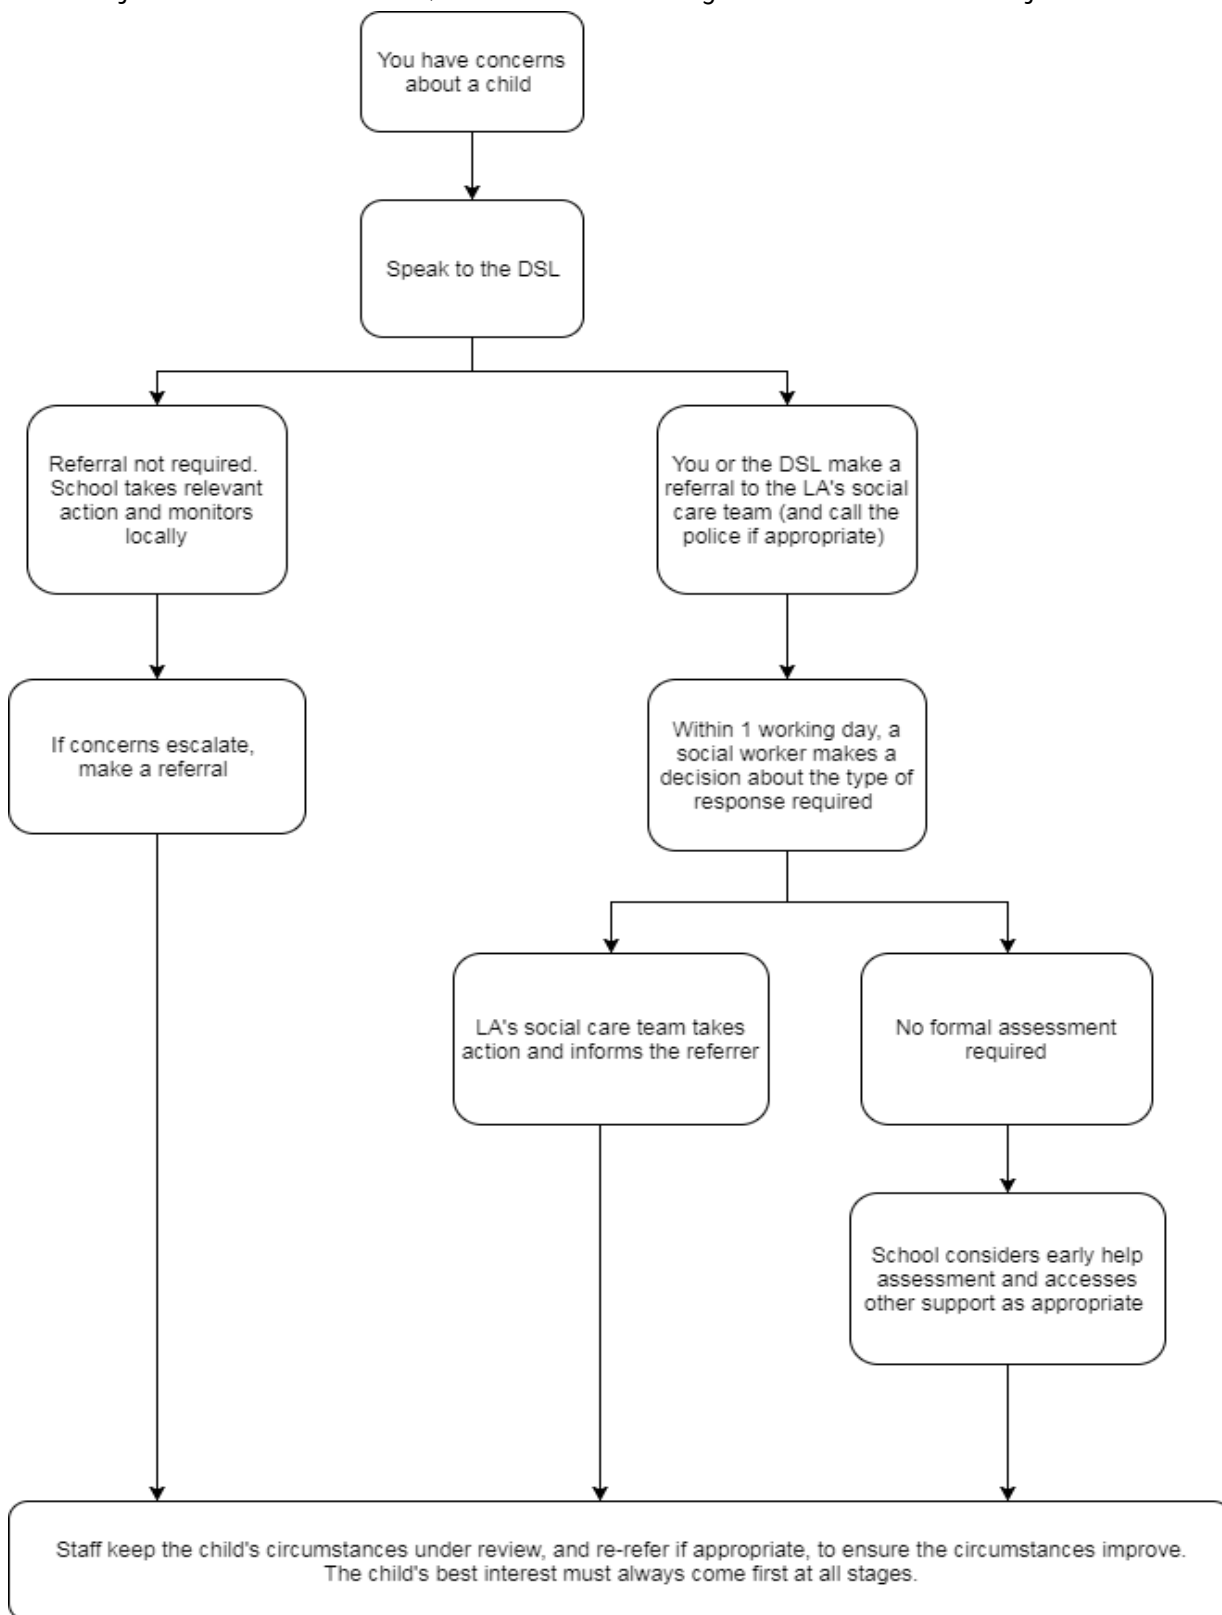 You have concerns
about a child
Speak to the DSL
Referral not required.
School takes relevant
action and monitors
locally
You or the DSL make a
referral to the LA's social
care team (and call the
police if appropriate)
If concerns escalate,
make a referral
Within 1 working day, a
social worker makes a
decision about the type of
response required
LA's social care team takes
action and informs the referrer
No formal assessment
required
School considers early help
assessment and accesses
other support as appropriate
Staff keep the child's circumstances under review, and re-refer if appropriate, to ensure the circumstances improve.
The child's best interest must always come first at all stages.